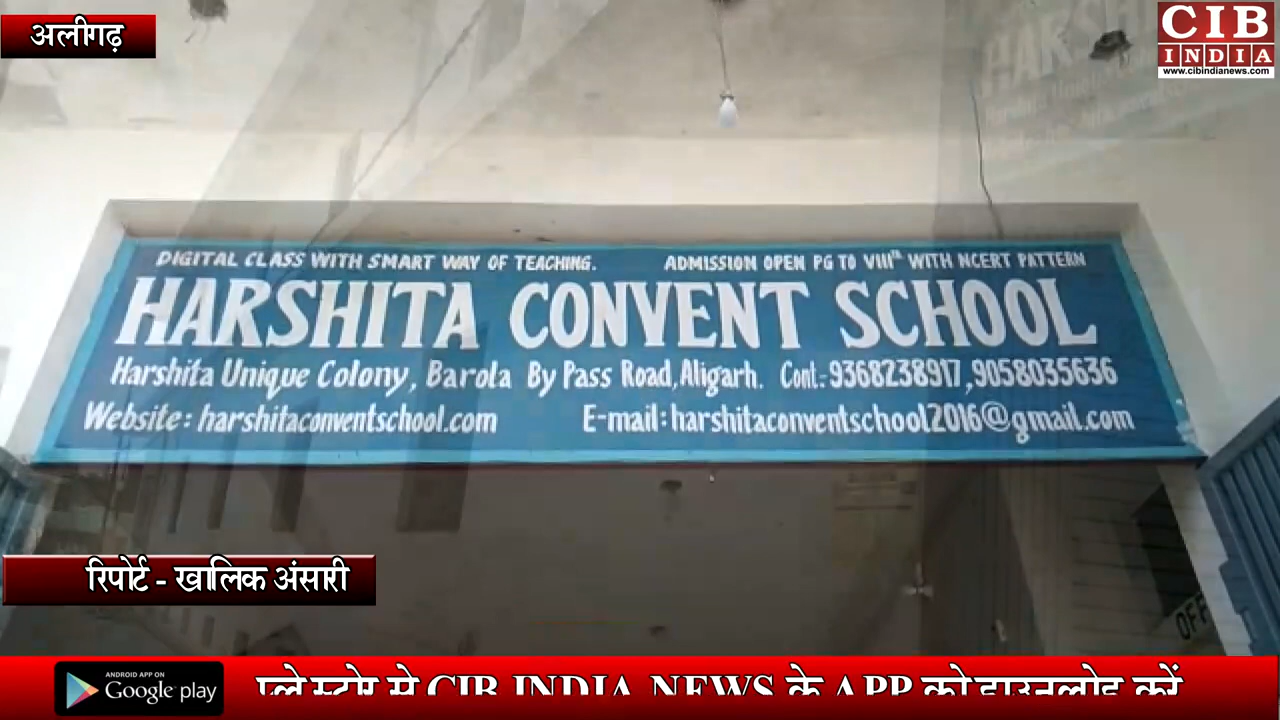 अलीगढ़
CIB
INDIA
www.cibindianews.com
DIGITAL CLASS WITH SMART WAY OF TEACHING. ADMISSION OPEN PG TO VIIIth WITH NCERT PATTERN
HARSHITA CONVENT SCHOOL
Harshita Unique Colony, Barola By Pass Road, Aligarh. Cont:-9368238917,9058035636
Website: harshitaconventschool.com E-mail: harshitaconventschool2016@gmail.com
रिपोर्ट - खालिक अंसारी
ANDROID APP ON
Google play
प्ले स्टोर से CIB INDIA NEWS के APP को डाउनलोड करें